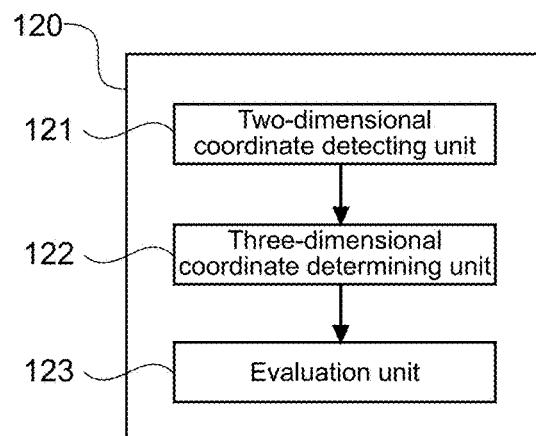 120
121
Two-dimensional
coordinate detecting unit
122
Three-dimensional
coordinate determining unit
123
Evaluation unit